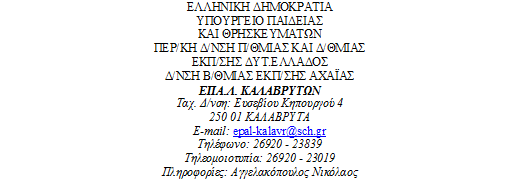 ΕΛΛΗΝΙΚΗ ΔΗΜΟΚΡΑΤΙΑ
ΥΠΟΥΡΓΕΙΟ ΠΑΙΔΕΙΑΣ
ΚΑΙ ΘΡΗΣΚΕΥΜΑΤΩΝ
ΠΕΡ/ΚΗ Δ/ΝΣΗ Π/ΘΜΙΑΣ ΚΑΙ Δ/ΘΜΙΑΣ
ΕΚΠ/ΣΗΣ ΔΥΤ.ΕΛΛΑΔΟΣ
Δ/ΝΣΗ Β/ΘΜΙΑΣ ΕΚΠ/ΣΗΣ ΑΧΑΪΑΣ
ΕΠΑ.Λ. ΚΑΛΑΒΡΥΤΩΝ
Ταχ. Δ/νση: Ευσεβίου Κηπουργού 4
250 01 ΚΑΛΑΒΡΥΤΑ
E-mail: epal-kalavr@sch.gr
Τηλέφωνο: 26920 - 23839
Τηλεομοιοτυπία: 26920 - 23019
Πληροφορίες: Αγγελακόπουλος Νικόλαος